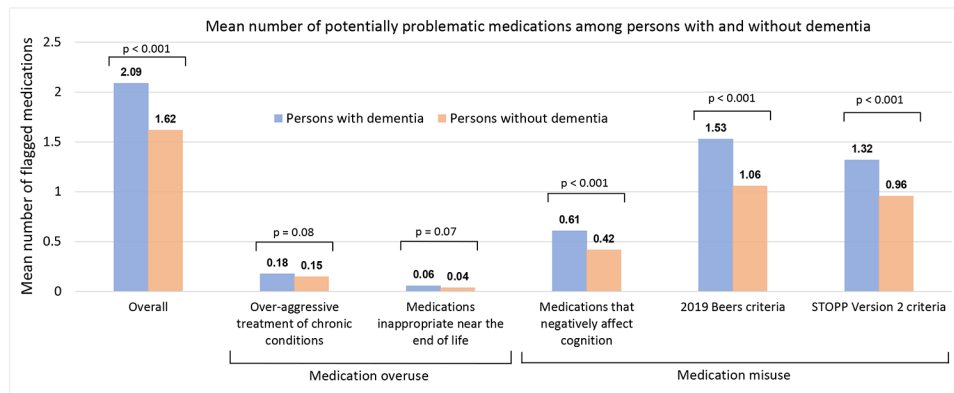 Mean number of potentially problematic medications among persons with and without dementia
Mean number of flagged medications
2.5
2
1.5
1
0.5
0
Persons with dementia
Persons without dementia
p < 0.001
2.09
1.62
p = 0.08
0.18
0.15
p = 0.07
0.06
0.04
p < 0.001
0.61
0.42
p <0.001
1.53
1.06
p <0.001
1.32
0.96
Overall
Over-aggressive
treatment of chronic
conditions
Medications
inappropriate near the
end of life
Medications that
negatively affect
cognition
2019 Beers criteria
STOPP Version 2 criteria
Medication overuse
Medication misuse